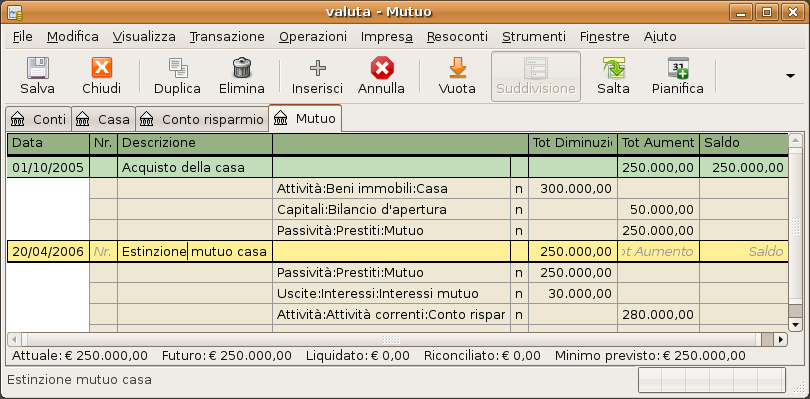 valuta - Mutuo
File Modifica Visualizza Transazione Operazioni Impresa Resoconti Strumenti Finestre Aiuto
Salva Chiudi Duplica Elimina Inserisci Annulla Vuota Suddivisione Salta Pianifica
Conti Casa Conto risparmio Mutuo
Data Nr. Descrizione Tot Diminuzi Tot Aument Saldo
01/10/2005 Acquisto della casa 250.000,00 250.000,00
Attività:Beni immobili:Casa n 300.000,00
Capitali:Bilancio d'apertura n 50.000,00
Passività:Prestiti:Mutuo n 250.000,00
20/04/2006 Nr. Estinzione mutuo casa 250.000,00 ot Aumento Saldo
Passività:Prestiti:Mutuo n 250.000,00
Uscite:Interessi:Interessi mutuo n 30.000,00
Attività:Attività correnti:Conto rispar n 280.000,00
Attuale: € 250.000,00 Futuro: € 250.000,00 Liquidato: € 0,00 Riconciliato: € 0,00 Minimo previsto: € 250.000,00
Estinzione mutuo casa